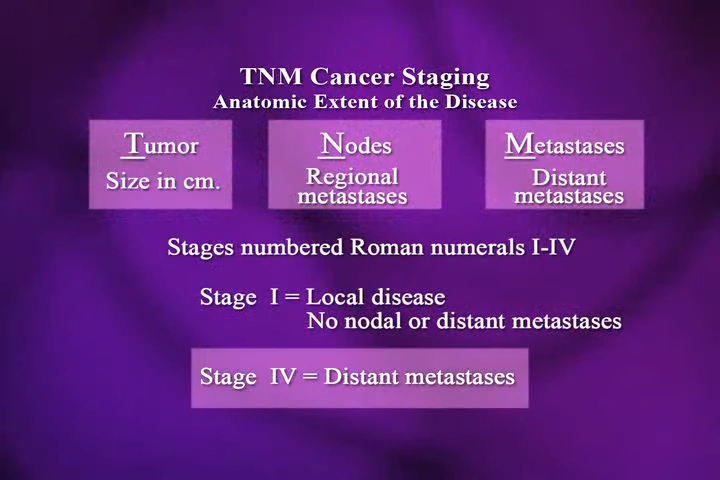 TNM Cancer Staging
Anatomic Extent of the Disease
Tumor
Size in cm.
Nodes
Regional
metastases
Metastases
Distant
metastases
Stages numbered Roman numerals I-IV
Stage I = Local disease
No nodal or distant metastases
Stage IV = Distant metastases